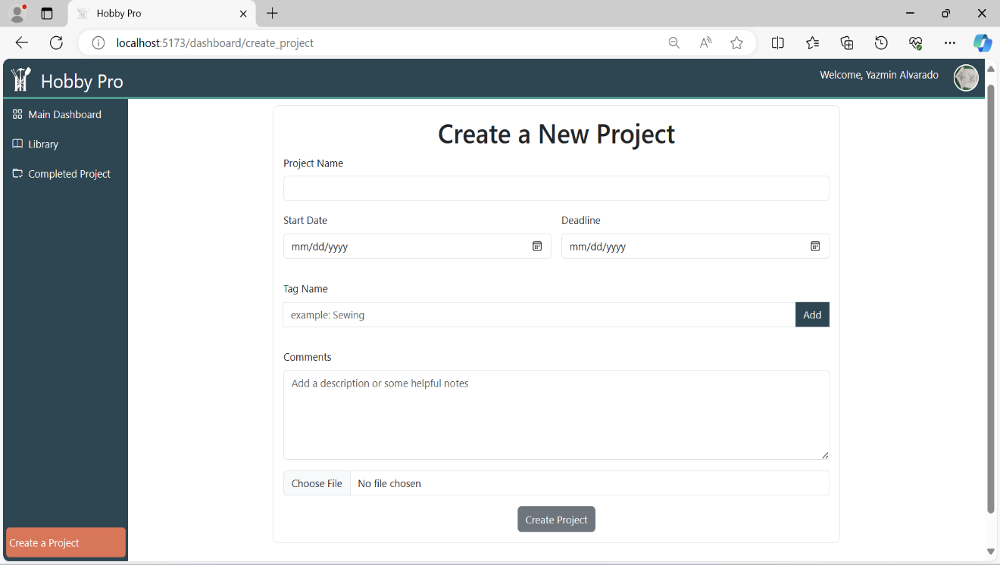 Hobby Pro
localhost:5173/dashboard/create_project
Hobby Pro
Welcome, Yazmin Alvarado
Main Dashboard
Library
Completed Project
Create a Project
Create a New Project
Project Name
Start Date Deadline
mm/dd/yyyy mm/dd/yyyy
Tag Name
example: Sewing Add
Comments
Add a description or some helpful notes
Choose File No file chosen
Create Project